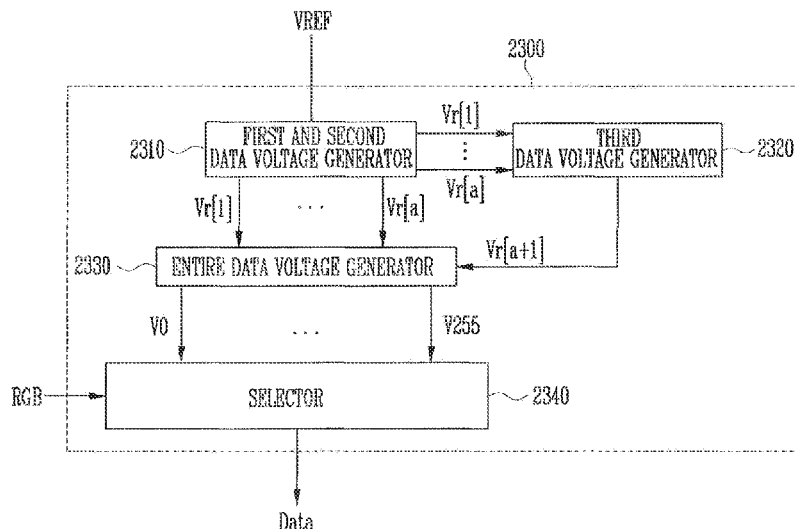 VREF
2300
Vr[1]
FIRST AND SECOND
DATA VOLTAGE GENERATOR
2310
⋮
THIRD
DATA VOLTAGE GENERATOR
2320
Vr[a]
Vr[1]
...
Vr[a]
Vr[a+1]
2330
ENTIRE DATA VOLTAGE GENERATOR
V0
...
V255
RGB
SELECTOR
2340
Data